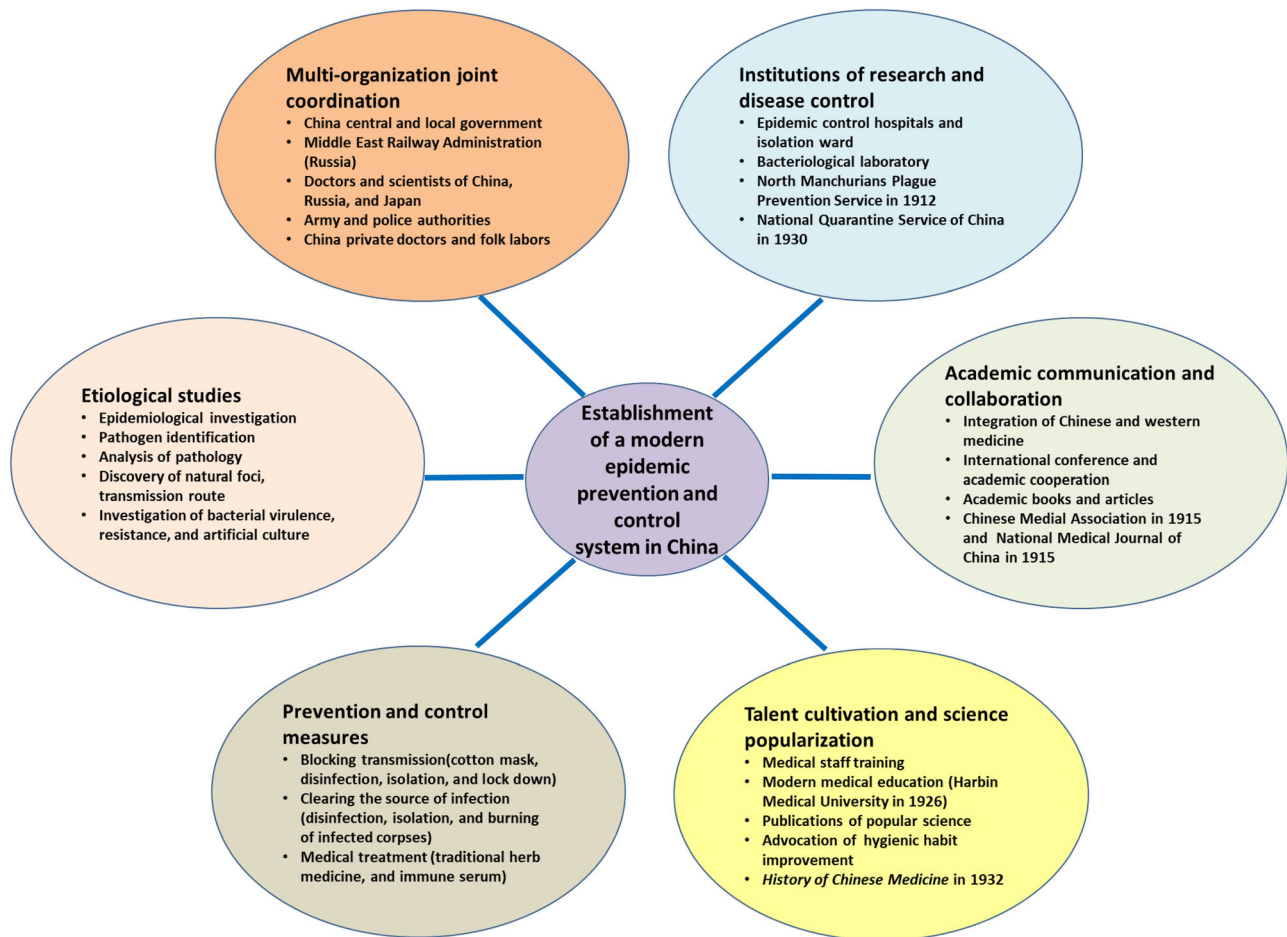 Multi-organization joint
coordination
• China central and local government
• Middle East Railway Administration
(Russia)
• Doctors and scientists of China,
Russia, and Japan
• Army and police authorities
• China private doctors and folk labors
Institutions of research and
disease control
• Epidemic control hospitals and
isolation ward
• Bacteriological laboratory
• North Manchurians Plague
Prevention Service in 1912
• National Quarantine Service of China
in 1930
Etiological studies
• Epidemiological investigation
• Pathogen identification
• Analysis of pathology
• Discovery of natural foci,
transmission route
• Investigation of bacterial virulence,
resistance, and artificial culture
Establishment
of a modern
epidemic
prevention and
control
system in China
Academic communication and
collaboration
• Integration of Chinese and western
medicine
• International conference and
academic cooperation
• Academic books and articles
• Chinese Medial Association in 1915
and National Medical Journal of
China in 1915
Prevention and control
measures
• Blocking transmission(cotton mask,
disinfection, isolation, and lock down)
• Clearing the source of infection
(disinfection, isolation, and burning
of infected corpses)
• Medical treatment (traditional herb
medicine, and immune serum)
Talent cultivation and science
popularization
• Medical staff training
• Modern medical education (Harbin
Medical University in 1926)
• Publications of popular science
• Advocation of hygienic habit
improvement
• History of Chinese Medicine in 1932